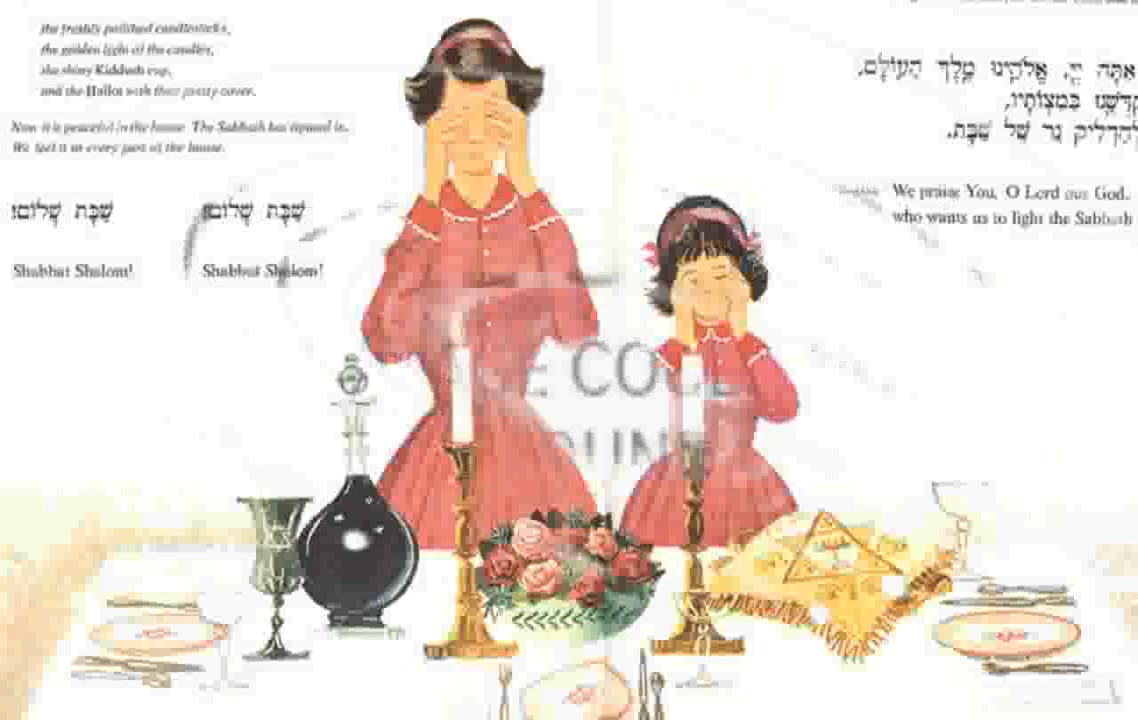 the freshly polished candlesticks,
the golden light of the candles,
the shiny Kiddush cup,
and the Hallot with their pretty cover.
Now it is peaceful in the house. The Sabbath has
We feel it in every part of the house.
שַׁבָּת שָׁלוֹם!
שַׁבָּת שָׁלוֹם!
Shabbat Shalom!
Shabbat Shalom!
אַתָּה יְיָ, אֱלֹהֵינוּ מֶלֶךְ הָעוֹלָם,
בְּמִצְוֹתָיו,
לְהַדְלִיק נֵר שֶׁל שַׁבָּת.
We praise You, O Lord our God,
who wants us to light the Sabbath
COOL